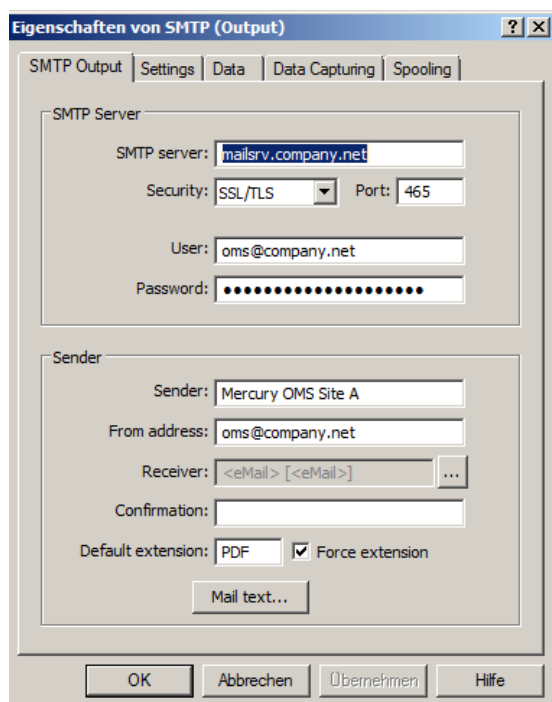 Eigenschaften von SMTP (Output)
SMTP Output Settings Data Data Capturing Spooling
SMTP Server
SMTP server: mailsrv.company.net
Security: SSL/TLS Port: 465
User: oms@company.net
Password: ●●●●●●●●●●●●●●●●●●●●
Sender
Sender: Mercury OMS Site A
From address: oms@company.net
Receiver: <eMail> [<eMail>] ...
Confirmation:
Default extension: PDF Force extension
Mail text...
OK Abbrechen Übernehmen Hilfe